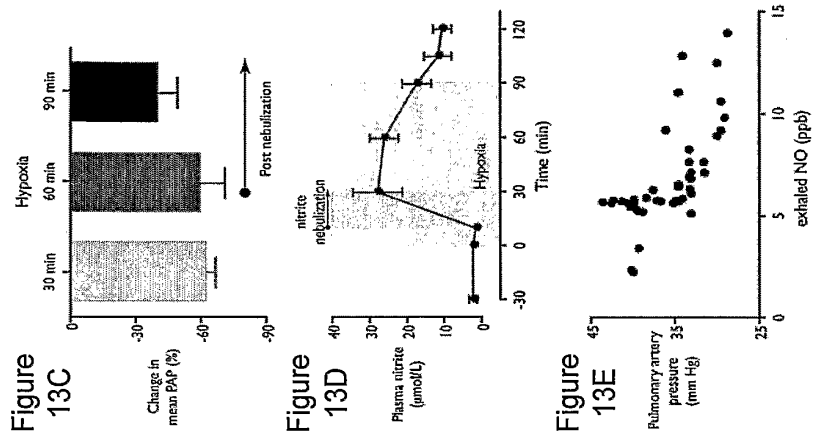 Figure
13C
Hypoxia
30 min
60 min
90 min
0
-30
-60
-90
Change in
mean PAP (%)
Post nebulization
Figure
13D
nitrite
nebulization
40
30
20
10
0
Plasma nitrite
(µmol/L)
Hypoxia
-30
0
30
60
90
120
Time (min)
Figure
13E
45
35
25
Pulmonary artery
pressure
(mm Hg)
0
5
10
15
exhaled NO (ppb)